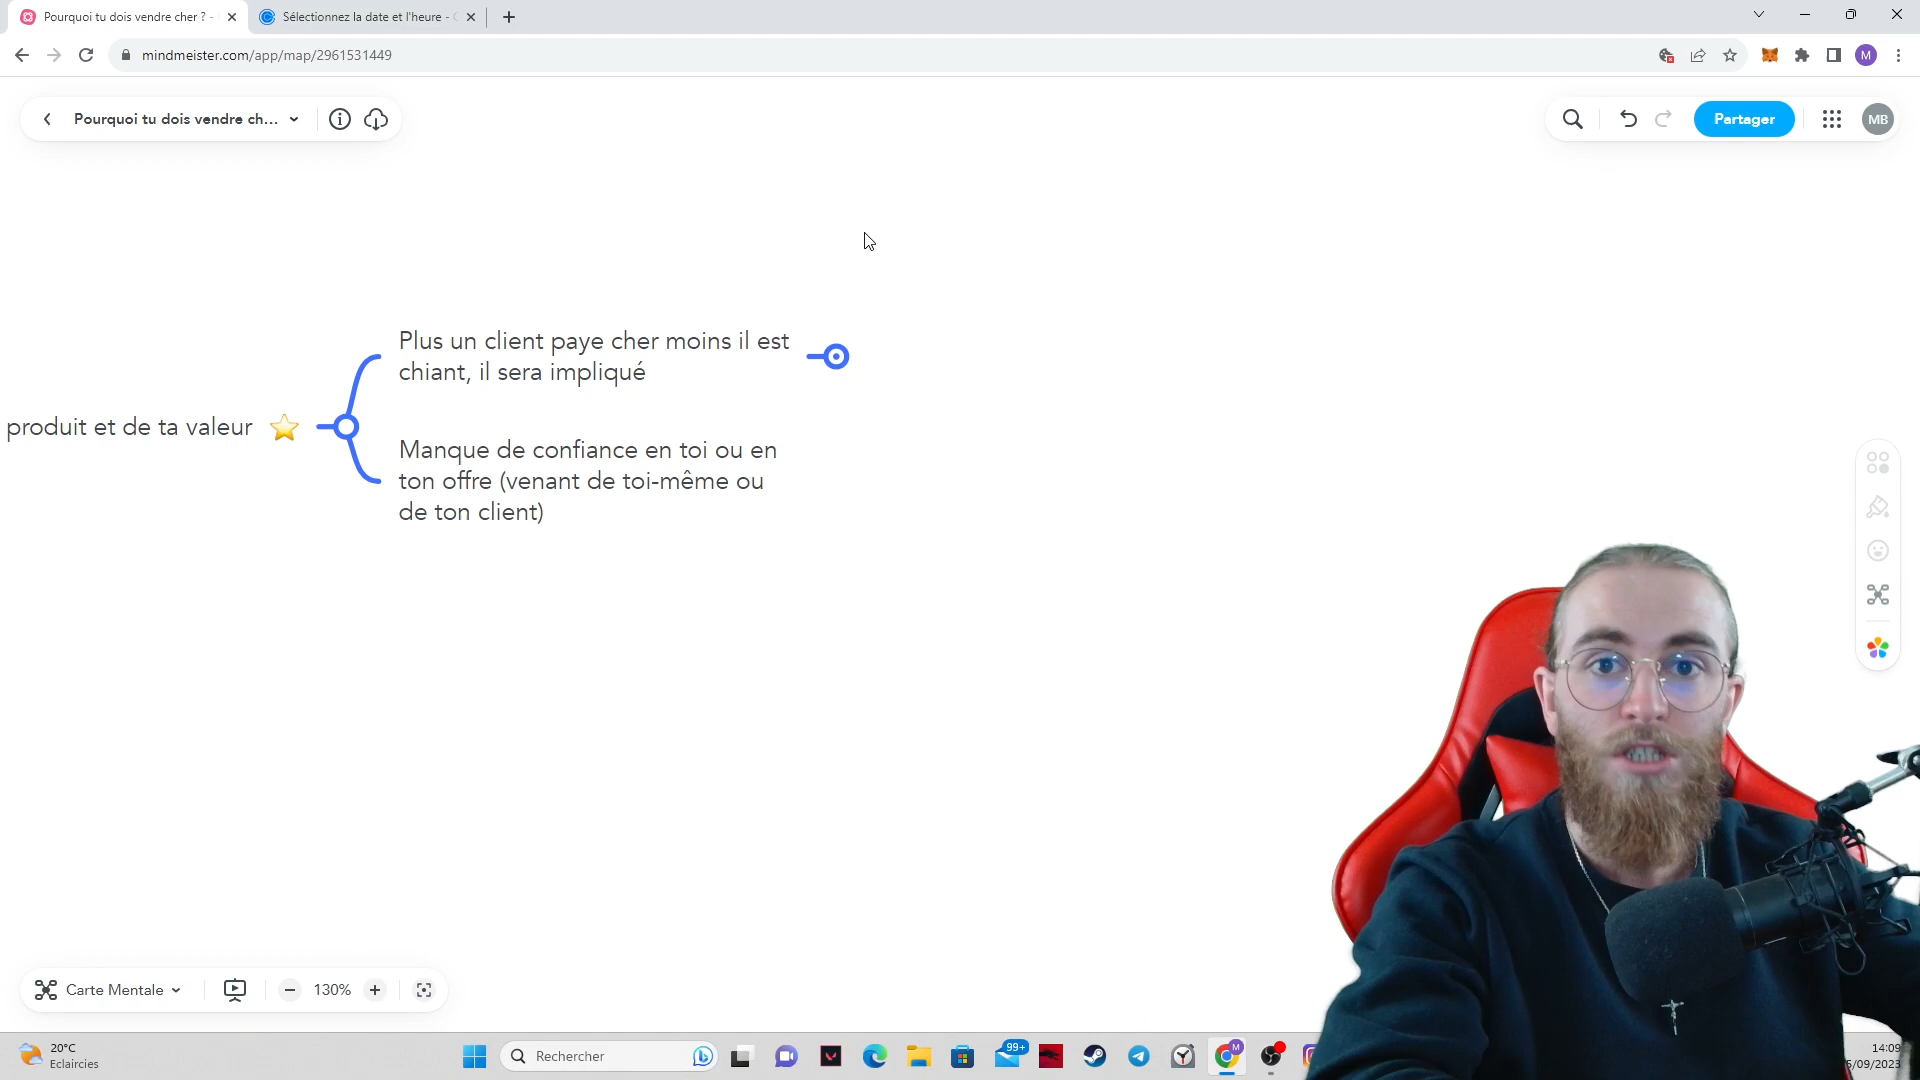 Pourquoi tu dois vendre cher ? -
Sélectionnez la date et l'heure -
mindmeister.com/app/map/2961531449
M
Pourquoi tu dois vendre ch...
Partager
MB
Plus un client paye cher moins il est
chiant, il sera impliqué
produit et de ta valeur
Manque de confiance en toi ou en
ton offre (venant de toi-même ou
de ton client)
Carte Mentale
130%
20°C
Eclaircies
Rechercher
99+
M
14:09
5/09/2023